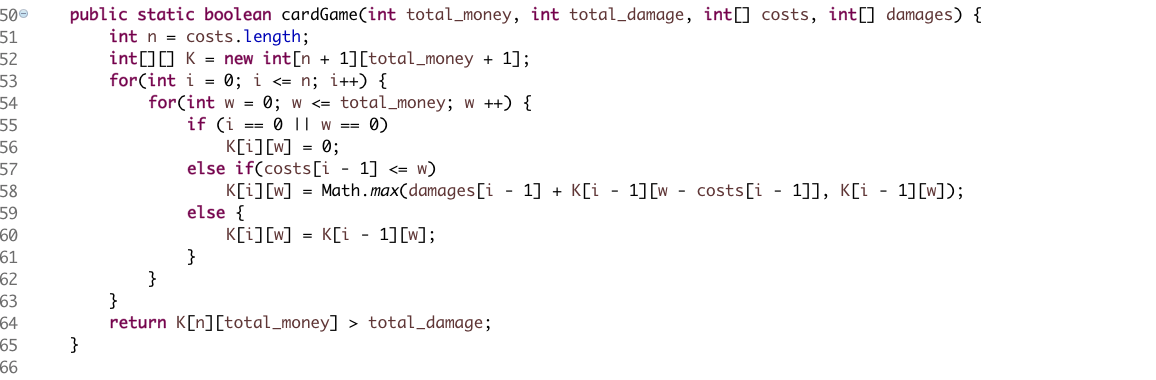 50 public static boolean cardGame(int total_money, int total_damage, int[] costs, int[] damages) {
51 int n = costs.length;
52 int[][] K = new int[n + 1][total_money + 1];
53 for(int i = 0; i <= n; i++) {
54 for(int w = 0; w <= total_money; w ++) {
55 if (i == 0 || w == 0)
56 K[i][w] = 0;
57 else if(costs[i - 1] <= w)
58 K[i][w] = Math.max(damages[i - 1] + K[i - 1][w - costs[i - 1]], K[i - 1][w]);
59 else {
60 K[i][w] = K[i - 1][w];
61 }
62 }
63 }
64 return K[n][total_money] > total_damage;
65 }
66